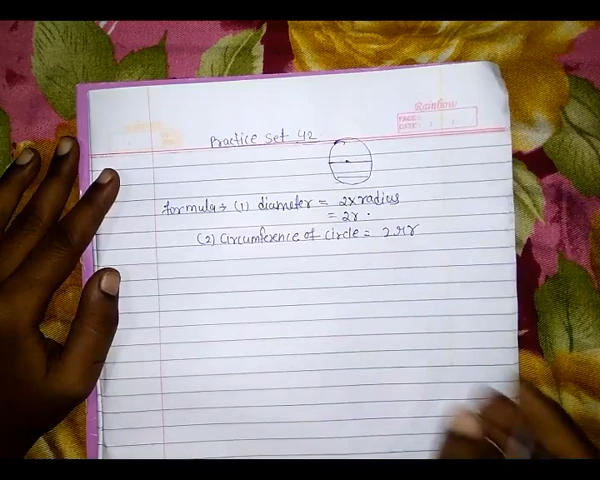 Rainbow
PAGE :
DATE : / /
Practice Set 42
formula → (1) diameter = 2×radius
= 2r .
(2) Circumference of circle = 2πr